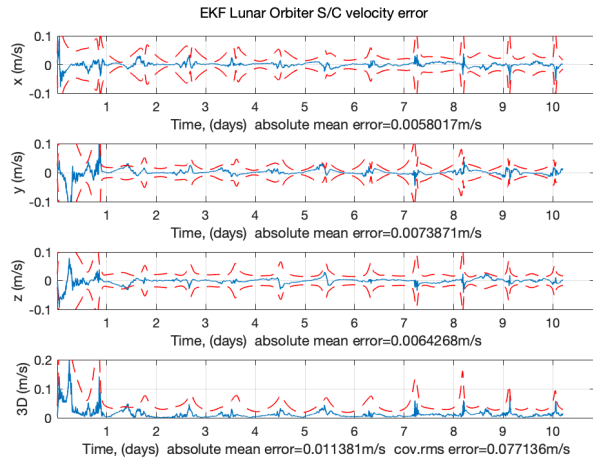 EKF Lunar Orbiter S/C velocity error
0.1
0
-0.1
x (m/s)
1 2 3 4 5 6 7 8 9 10
Time, (days) absolute mean error=0.0058017m/s
0.1
0
-0.1
y (m/s)
1 2 3 4 5 6 7 8 9 10
Time, (days) absolute mean error=0.0073871m/s
0.1
0
-0.1
z (m/s)
1 2 3 4 5 6 7 8 9 10
Time, (days) absolute mean error=0.0064268m/s
0.2
0.1
0
3D (m/s)
1 2 3 4 5 6 7 8 9 10
Time, (days) absolute mean error=0.011381m/s cov.rms error=0.077136m/s